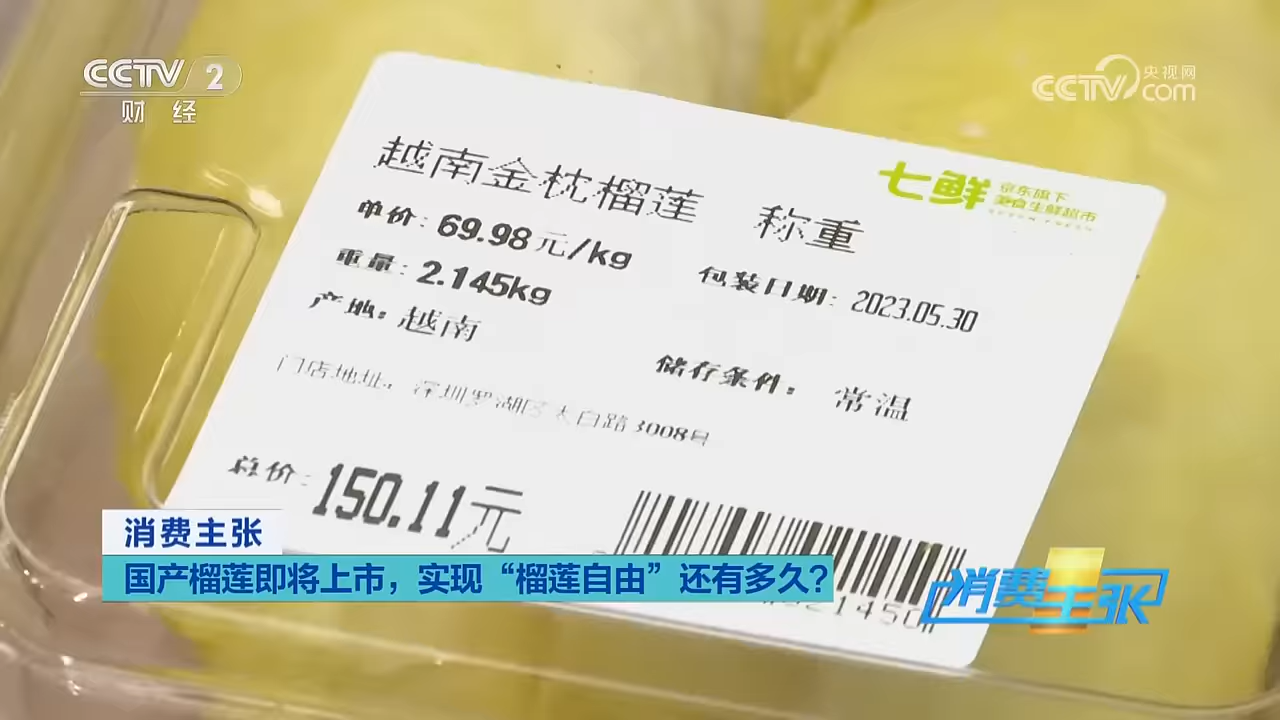 CCTV 2
财 经
央视网
CCTV.com
越南金枕榴莲 称重
七鲜
京东旗下
美食生鲜超市
SEVEN FRESH
单价: 69.98元/kg
重量: 2.145kg
包装日期: 2023.05.30
产地: 越南
储存条件: 常温
门店地址: 深圳罗湖区太白路3008号
总价: 150.11元
消费主张
国产榴莲即将上市，实现“榴莲自由”还有多久?
消费主张